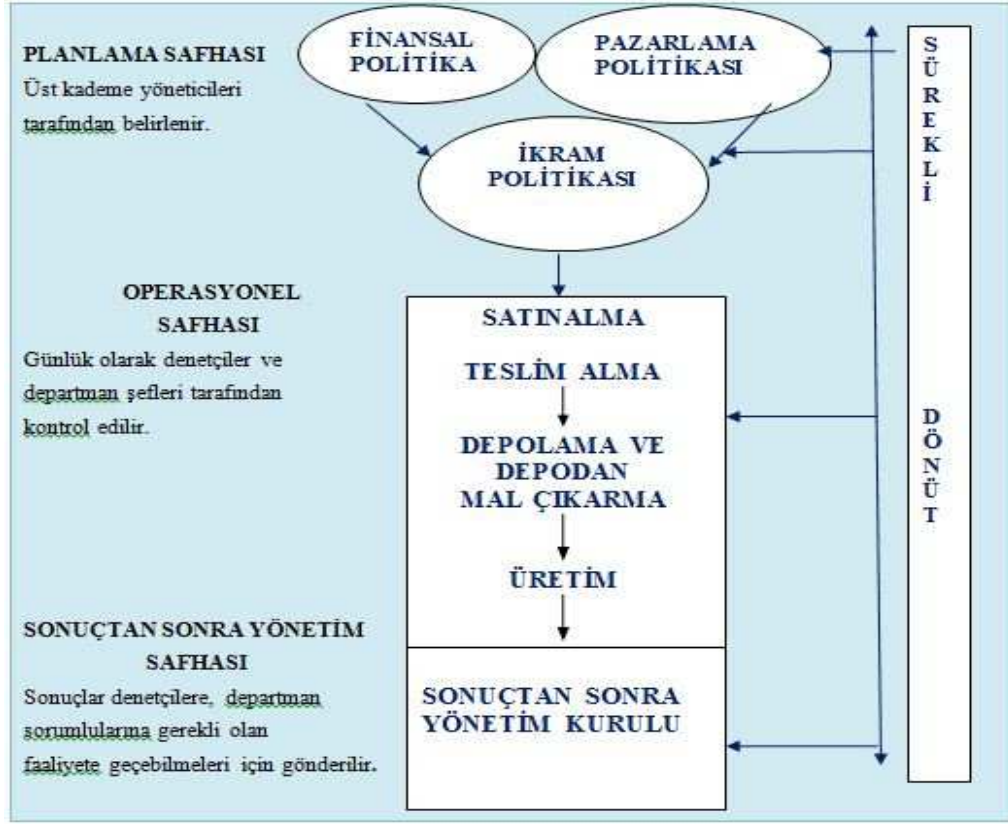 PLANLAMA SAFHASI
Üst kademe yöneticileri
tarafından belirlenir.
FİNANSAL
POLİTİKA
PAZARLAMA
POLİTİKASI
İKRAM
POLİTİKASI
OPERASYONEL
SAFHASI
Günlük olarak denetçiler ve
departman şefleri tarafından
kontrol edilir.
SATINALMA
TESLİM ALMA
DEPOLAMA VE
DEPODAN
MAL ÇIKARMA
ÜRETİM
SONUÇTAN SONRA YÖNETİM
SAFHASI
Sonuçlar denetçilere, departman
sorumlularma gerekli olan
faaliyete geçebilmeleri için gönderilir.
SONUÇTAN SONRA
YÖNETİM KURULU
SÜREKLİ
DÖNÜT